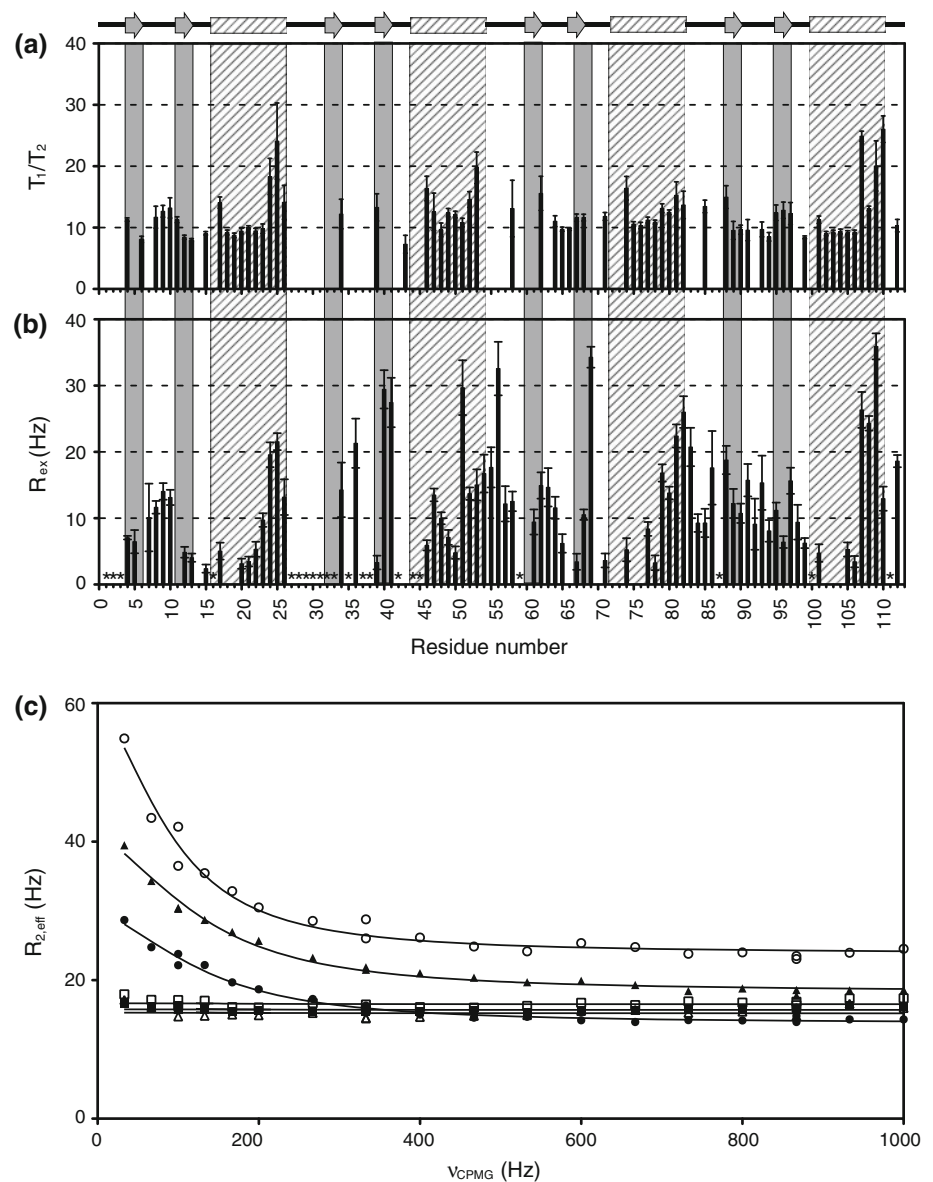 (a)
40
30
20
10
0
T₁/T₂
(b)
40
30
20
10
0
R ex (Hz)
*** * ******* * ** * ** * * *
0 5 10 15 20 25 30 35 40 45 50 55 60 65 70 75 80 85 90 95 100 105 110
Residue number
(c)
60
40
20
0
R2,eff (Hz)
0 200 400 600 800 1000
νCPMG (Hz)